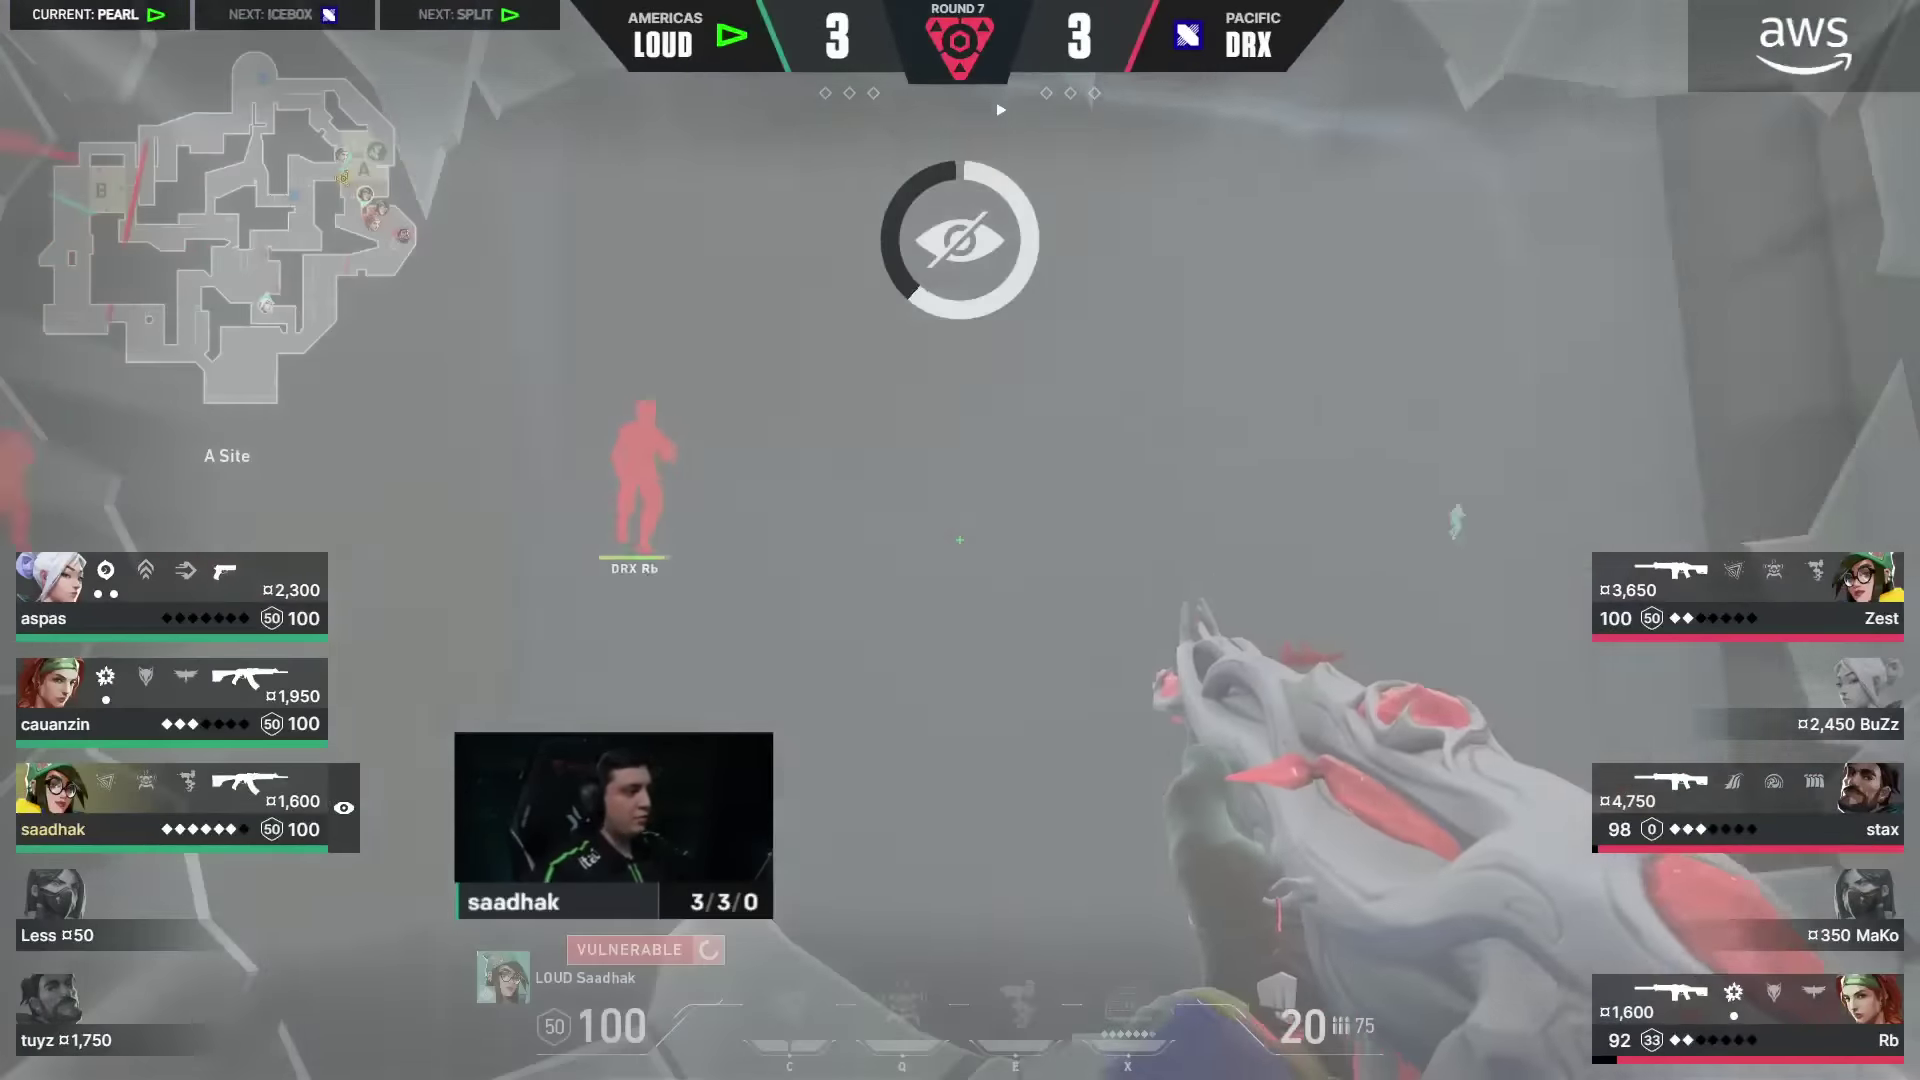 CURRENT: PEARL
NEXT: ICEBOX
NEXT: SPLIT
AMERICAS
LOUD
3
ROUND 7
3
PACIFIC
DRX
aws
A
B
A Site
DRX Rb
¤2,300
aspas
50 100
¤1,950
cauanzin
50 100
¤1,600
saadhak
50 100
Less ¤50
tuyz ¤1,750
¤3,650
100 50 Zest
¤2,450 BuZz
¤4,750
98 0 stax
¤350 MaKo
¤1,600
92 33 Rb
saadhak 3/3/0
VULNERABLE
LOUD Saadhak
50 100
20 75
C Q E X